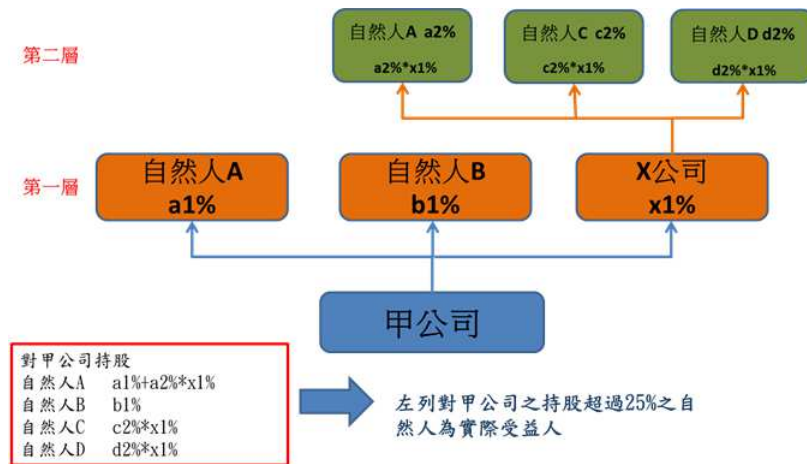 第二層
自然人A a2%
a2%*x1%
自然人C c2%
c2%*x1%
自然人D d2%
d2%*x1%
第一層
自然人A
a1%
自然人B
b1%
X公司
x1%
甲公司
對甲公司持股
自然人A a1%+a2%*x1%
自然人B b1%
自然人C c2%*x1%
自然人D d2%*x1%
左列對甲公司之持股超過25%之自
然人為實際受益人